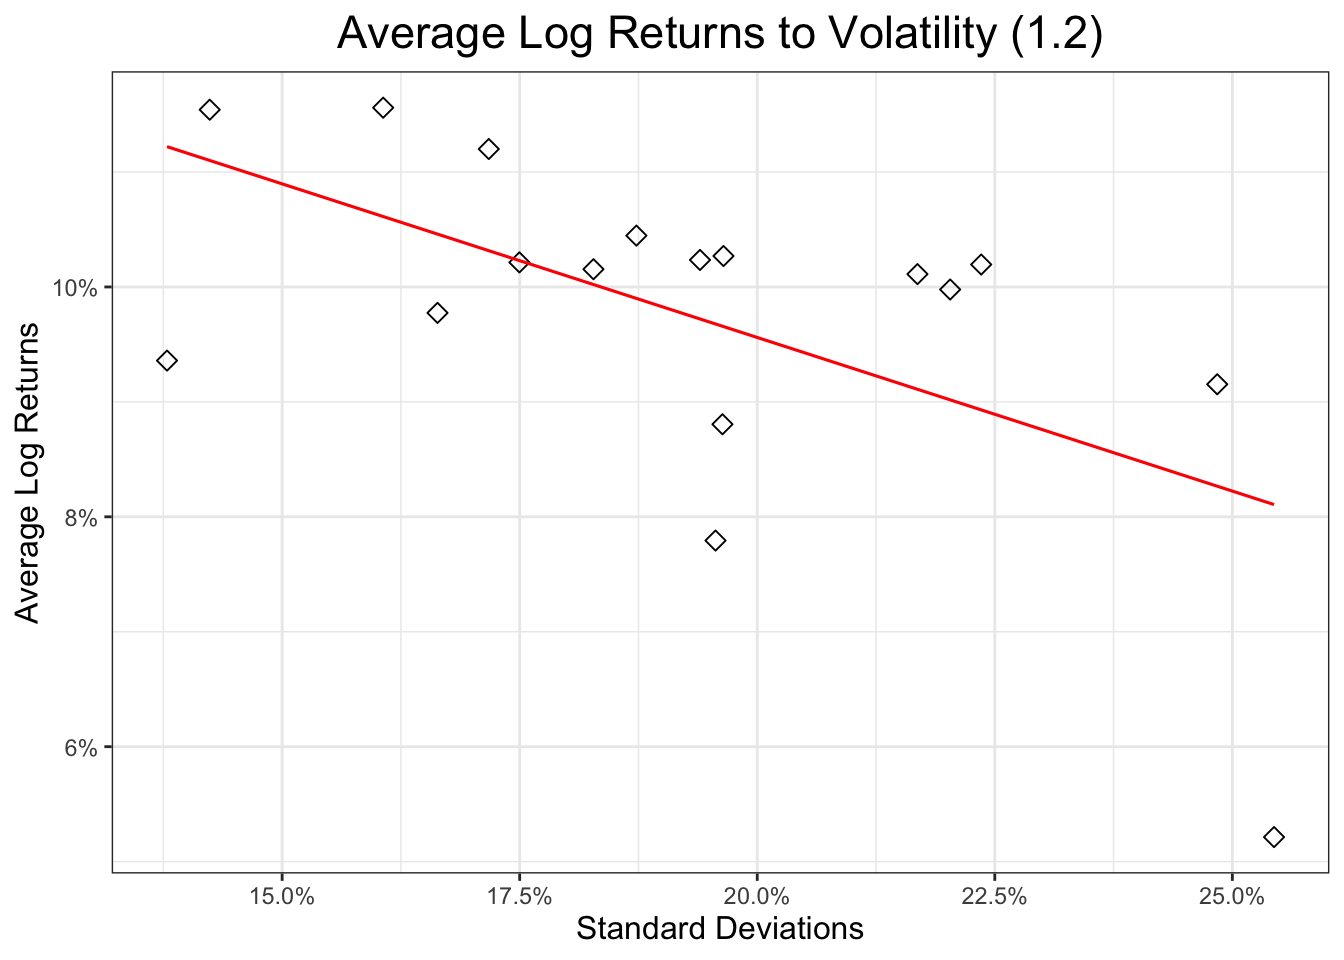 Average Log Returns to Volatility (1.2)
Average Log Returns
10%
8%
6%
15.0% 17.5% 20.0% 22.5% 25.0%
Standard Deviations